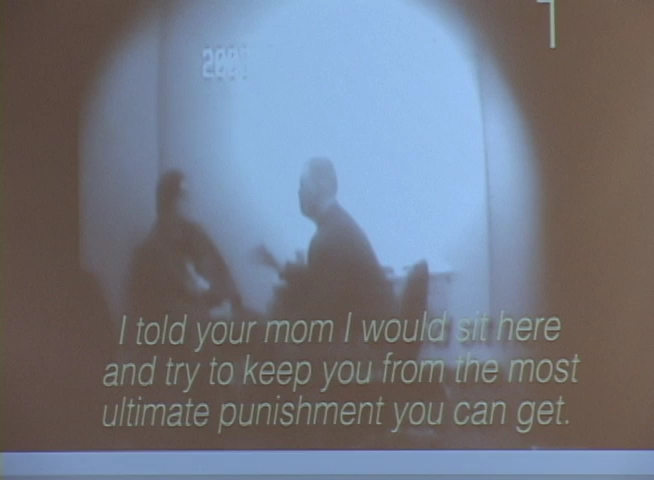 I told your mom I would sit here
and try to keep you from the most
ultimate punishment you can get.